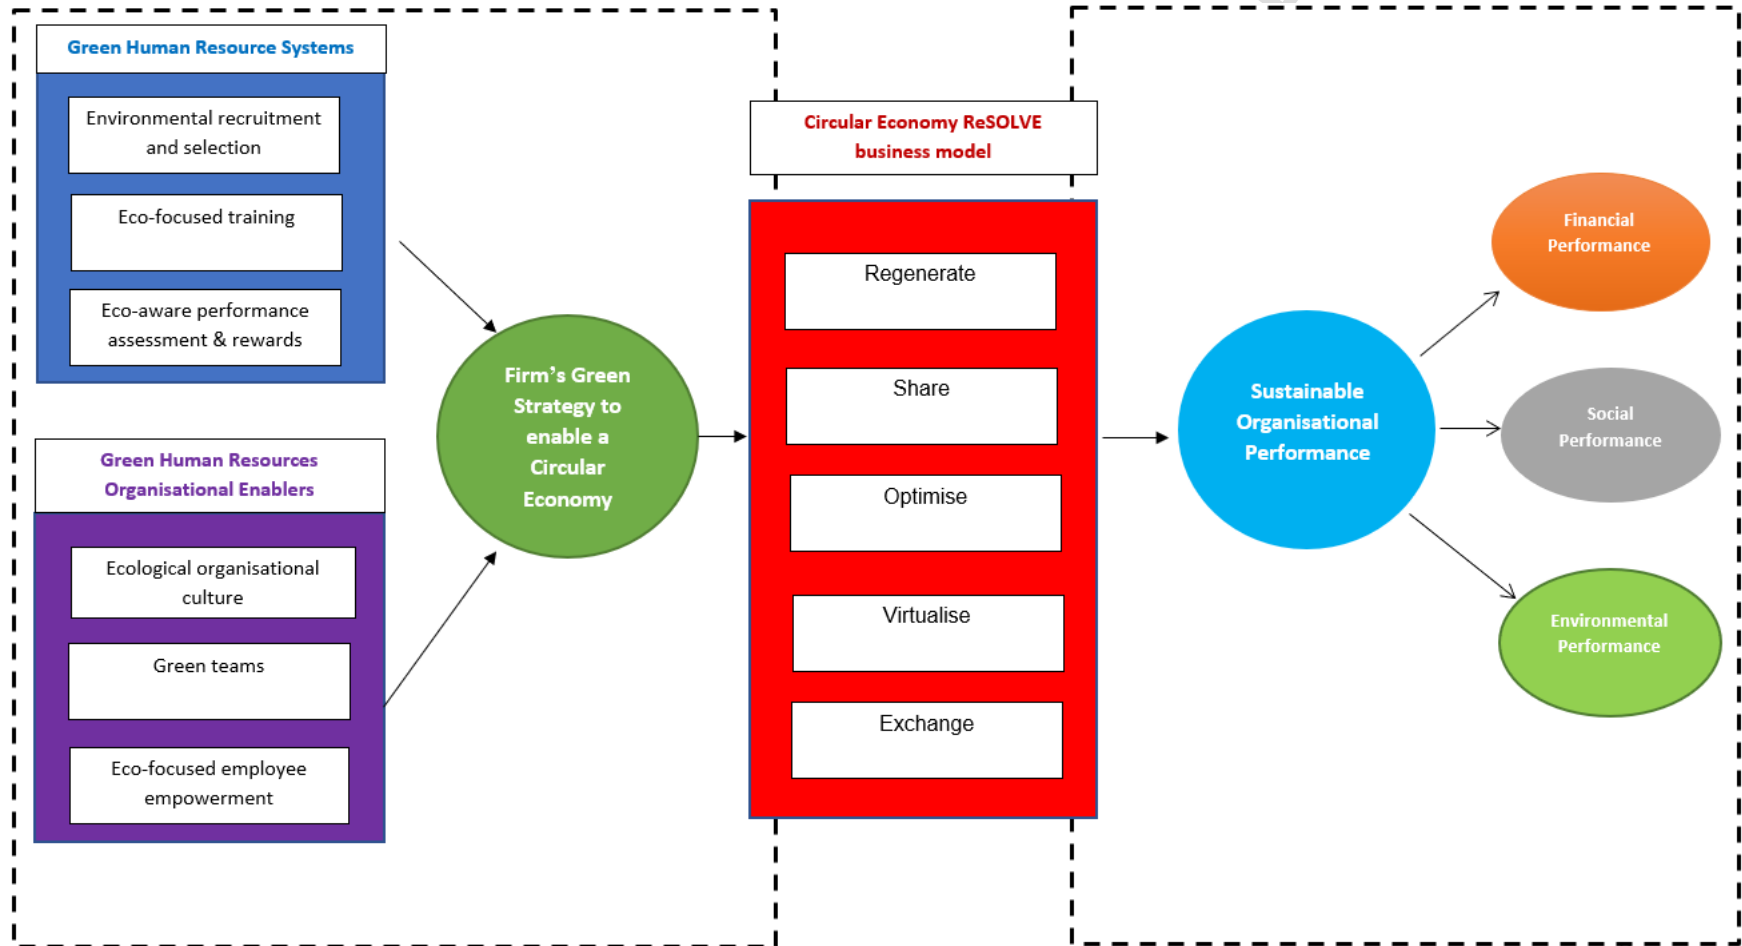 Green Human Resource Systems
Environmental recruitment
and selection
Eco-focused training
Eco-aware performance
assessment & rewards
Green Human Resources
Organisational Enablers
Ecological organisational
culture
Green teams
Eco-focused employee
empowerment
Firm’s Green
Strategy to
enable a
Circular
Economy
Circular Economy ReSOLVE
business model
Regenerate
Share
Optimise
Virtualise
Exchange
Sustainable
Organisational
Performance
Financial
Performance
Social
Performance
Environmental
Performance